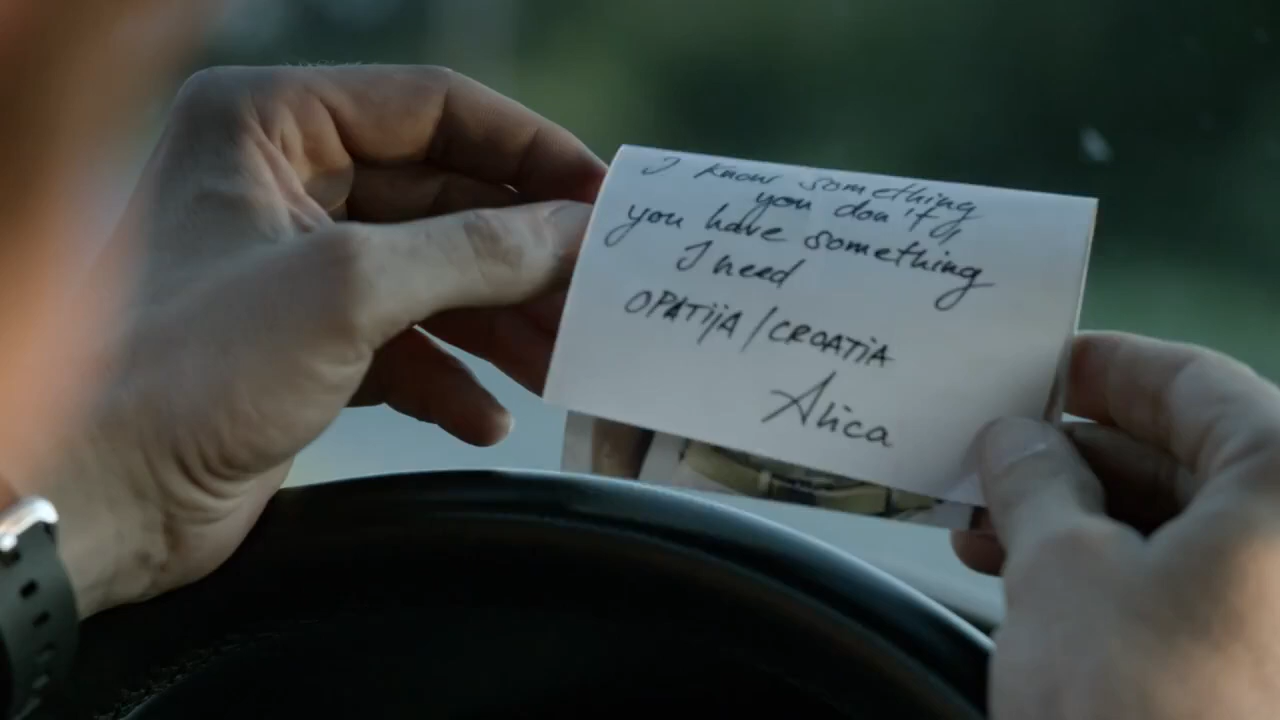 I know something
you don't,
you have something
I need
OPATIJA/CROATIA
Alica